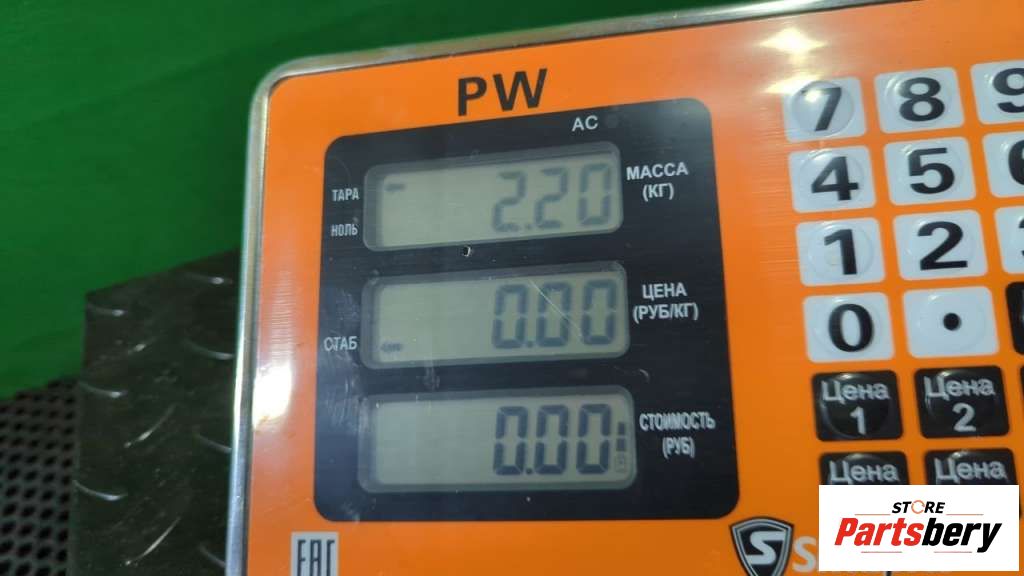 PW
AC
ТАРА
НОЛЬ
2.20
МАССА
(КГ)
СТАБ
0.00
ЦЕНА
(РУБ/КГ)
0.00
СТОИМОСТЬ
(РУБ)
7 8 9
4 5
1 2
0 .
Цена
1
Цена
2
Цена
Цена
EAC
STORE
Partsbery